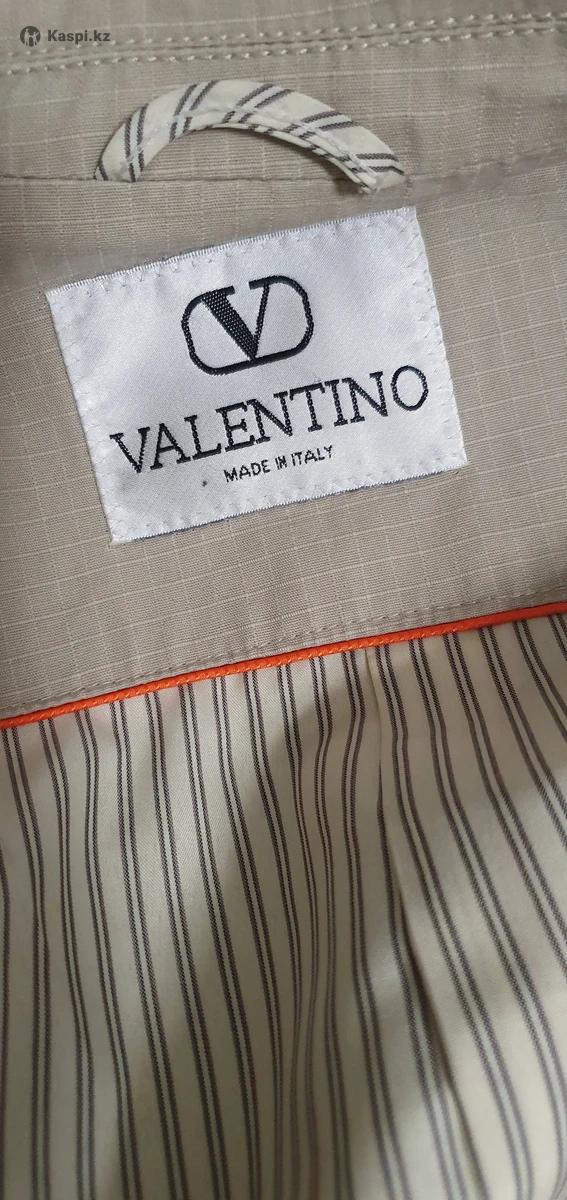 Kaspi.kz
V
VALENTINO
MADE IN ITALY